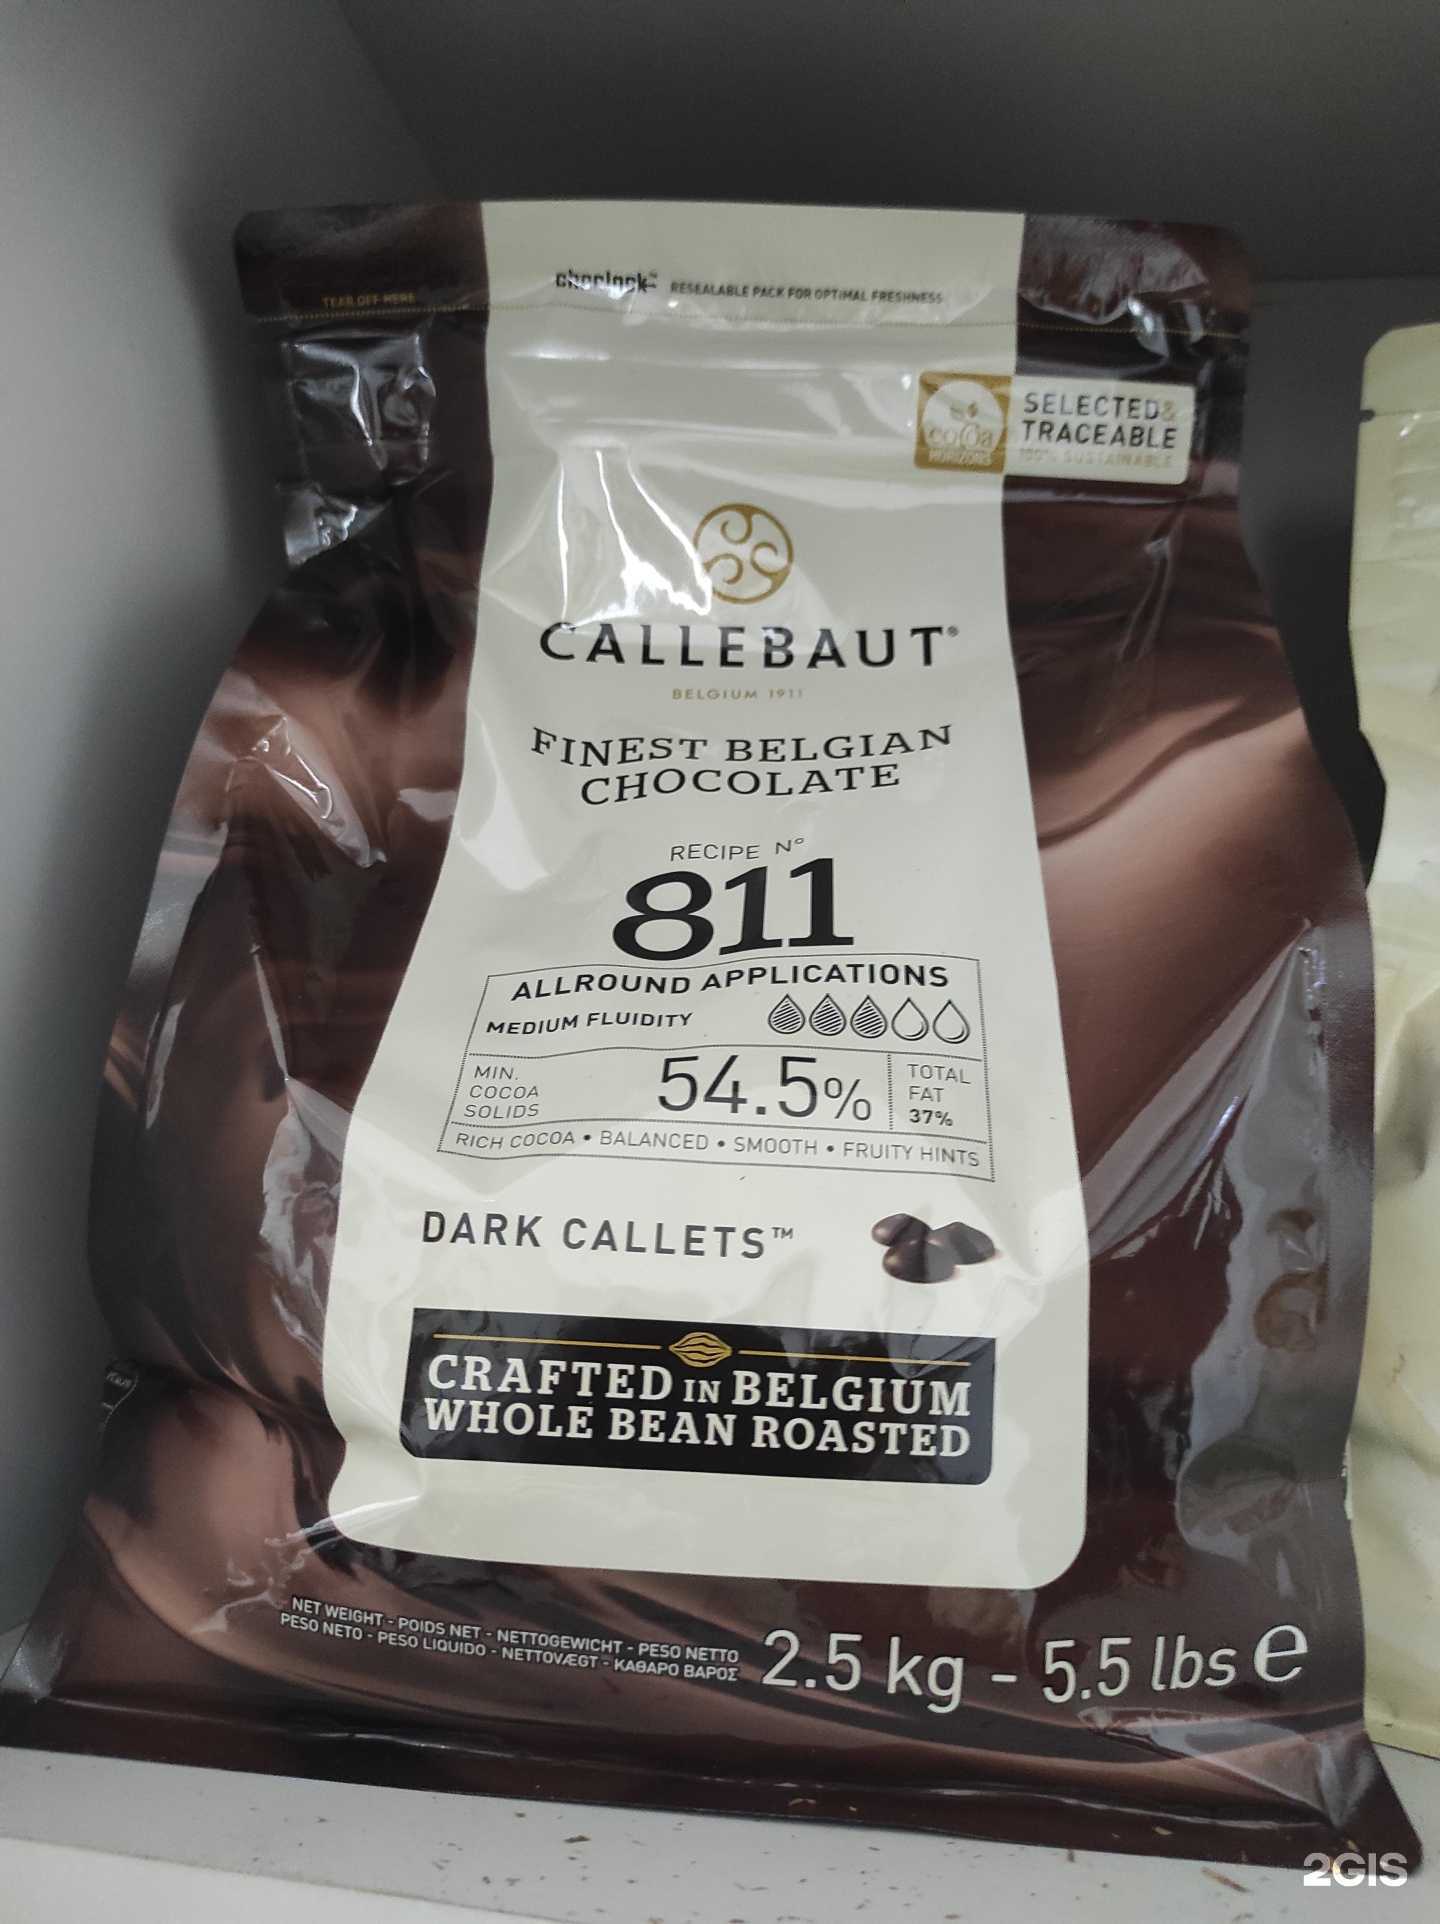 choclock™ RESEALABLE PACK FOR OPTIMAL FRESHNESS
TEAR OFF HERE
SELECTED&
TRACEABLE
100% SUSTAINABLE
cocoa
HORIZONS
CALLEBAUT®
BELGIUM 1911
FINEST BELGIAN
CHOCOLATE
RECIPE N°
811
ALLROUND APPLICATIONS
MEDIUM FLUIDITY
MIN.
COCOA
SOLIDS
54.5%
TOTAL
FAT
37%
RICH COCOA • BALANCED • SMOOTH • FRUITY HINTS
DARK CALLETS™
CRAFTED IN BELGIUM
WHOLE BEAN ROASTED
NET WEIGHT - POIDS NET - NETTOGEWICHT - PESO NETTO
PESO NETO - PESO LIQUIDO - NETTOVÆGT - ΚΑΘΑΡΟ ΒΑΡΟΣ
2.5 kg - 5.5 lbs e
2GIS